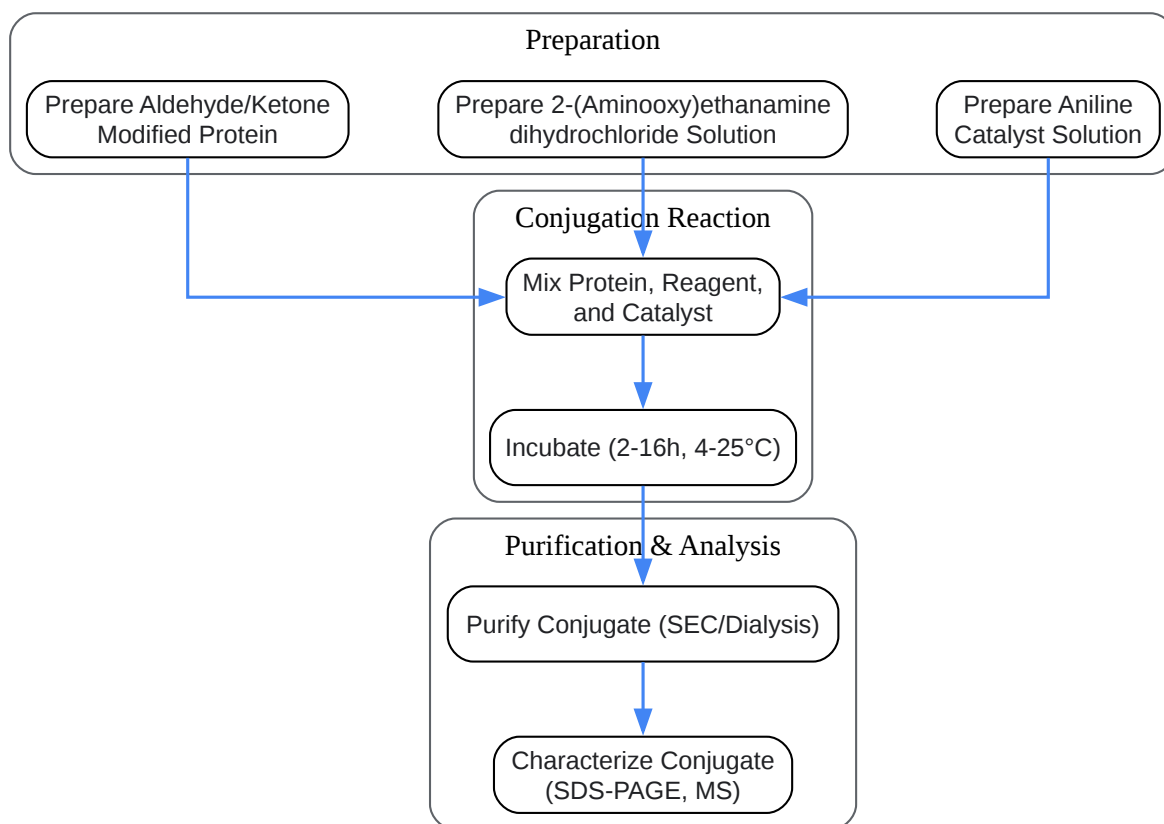 Preparation
Prepare Aldehyde/Ketone
Modified Protein
Prepare 2-(Aminooxy)ethanamine
dihydrochloride Solution
Prepare Aniline
Catalyst Solution
Conjugation Reaction
Mix Protein, Reagent,
and Catalyst
Incubate (2-16h, 4-25°C)
Purification & Analysis
Purify Conjugate (SEC/Dialysis)
Characterize Conjugate
(SDS-PAGE, MS)